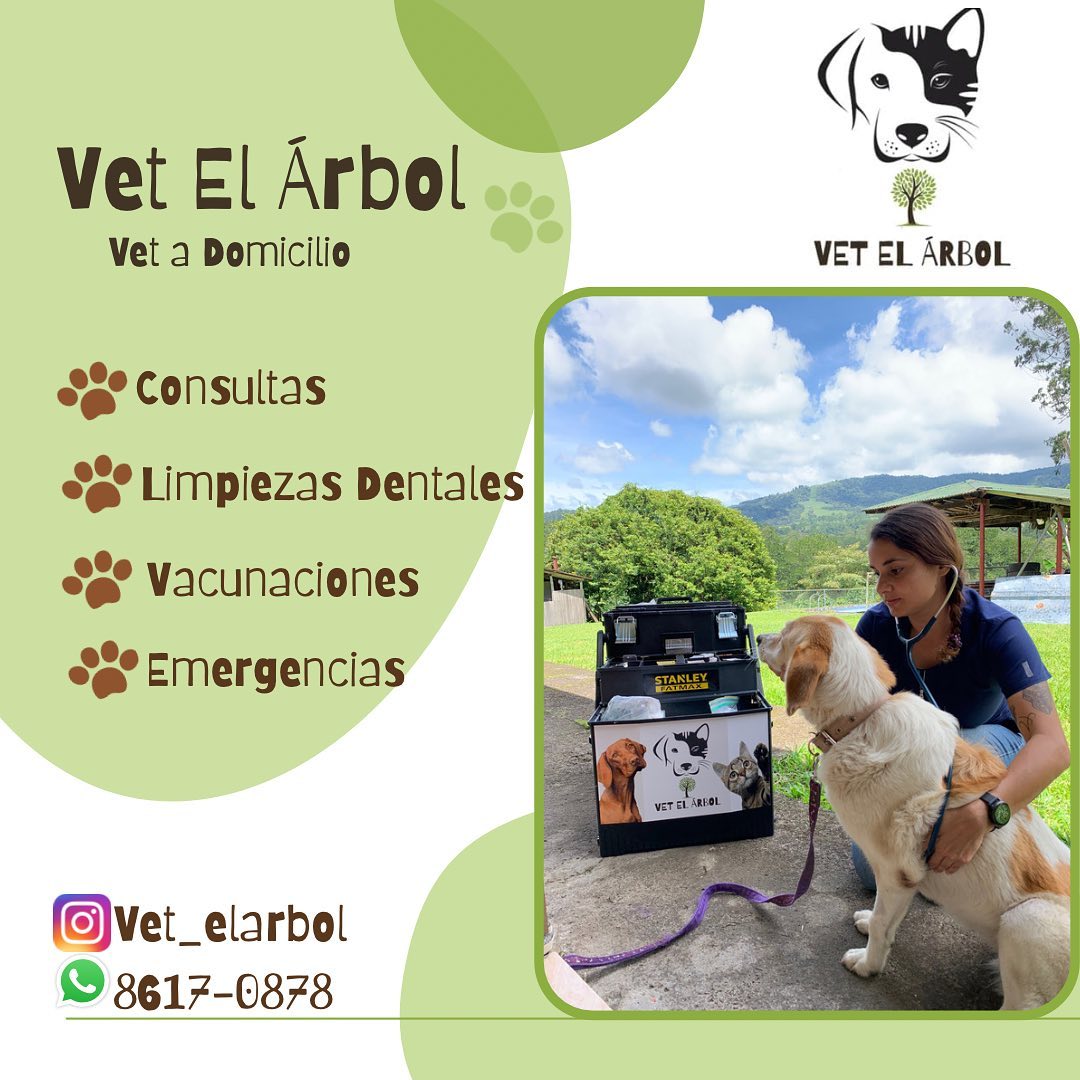 Vet El Árbol
Vet a Domicilio
VET EL ÁRBOL
Consultas
Limpiezas Dentales
Vacunaciones
Emergencias
STANLEY
FATMAX
VET EL ÁRBOL
Vet_elarbol
8617-0878